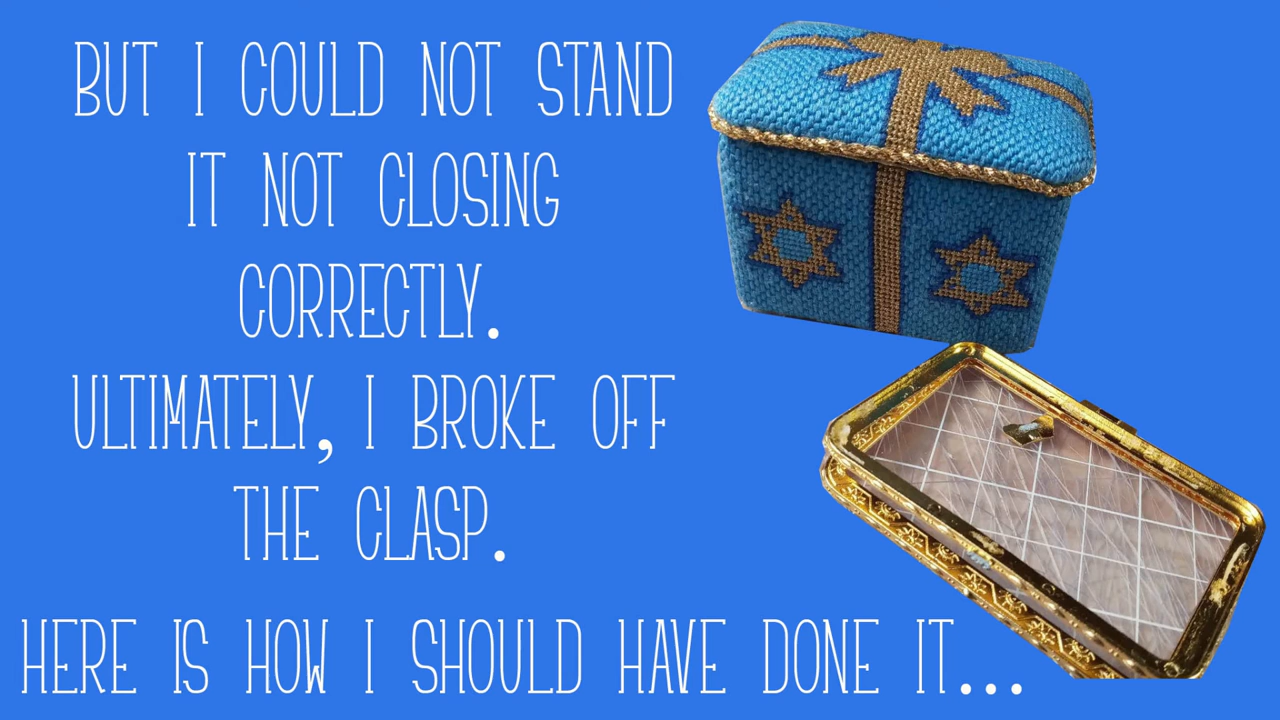 BUT I COULD NOT STAND
IT NOT CLOSING
CORRECTLY.
ULTIMATELY, I BROKE OFF
THE CLASP.
HERE IS HOW I SHOULD HAVE DONE IT...